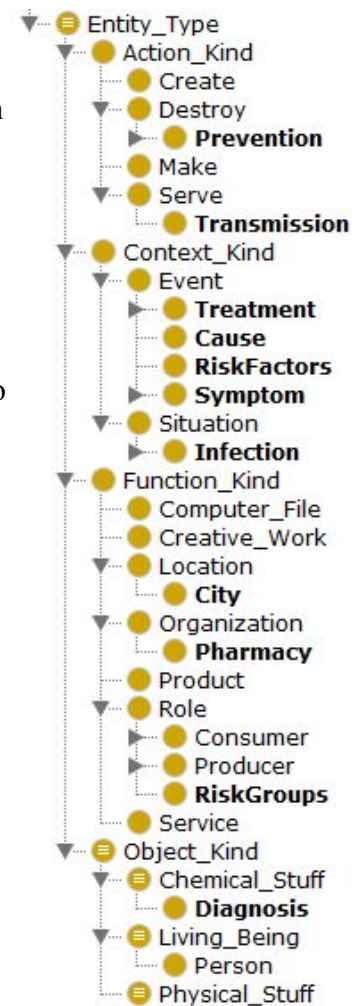 Entity_Type
Action_Kind
Create
Destroy
Prevention
Make
Serve
Transmission
Context_Kind
Event
Treatment
Cause
RiskFactors
Symptom
Situation
Infection
Function_Kind
Computer_File
Creative_Work
Location
City
Organization
Pharmacy
Product
Role
Consumer
Producer
RiskGroups
Service
Object_Kind
Chemical_Stuff
Diagnosis
Living_Being
Person
Physical_Stuff